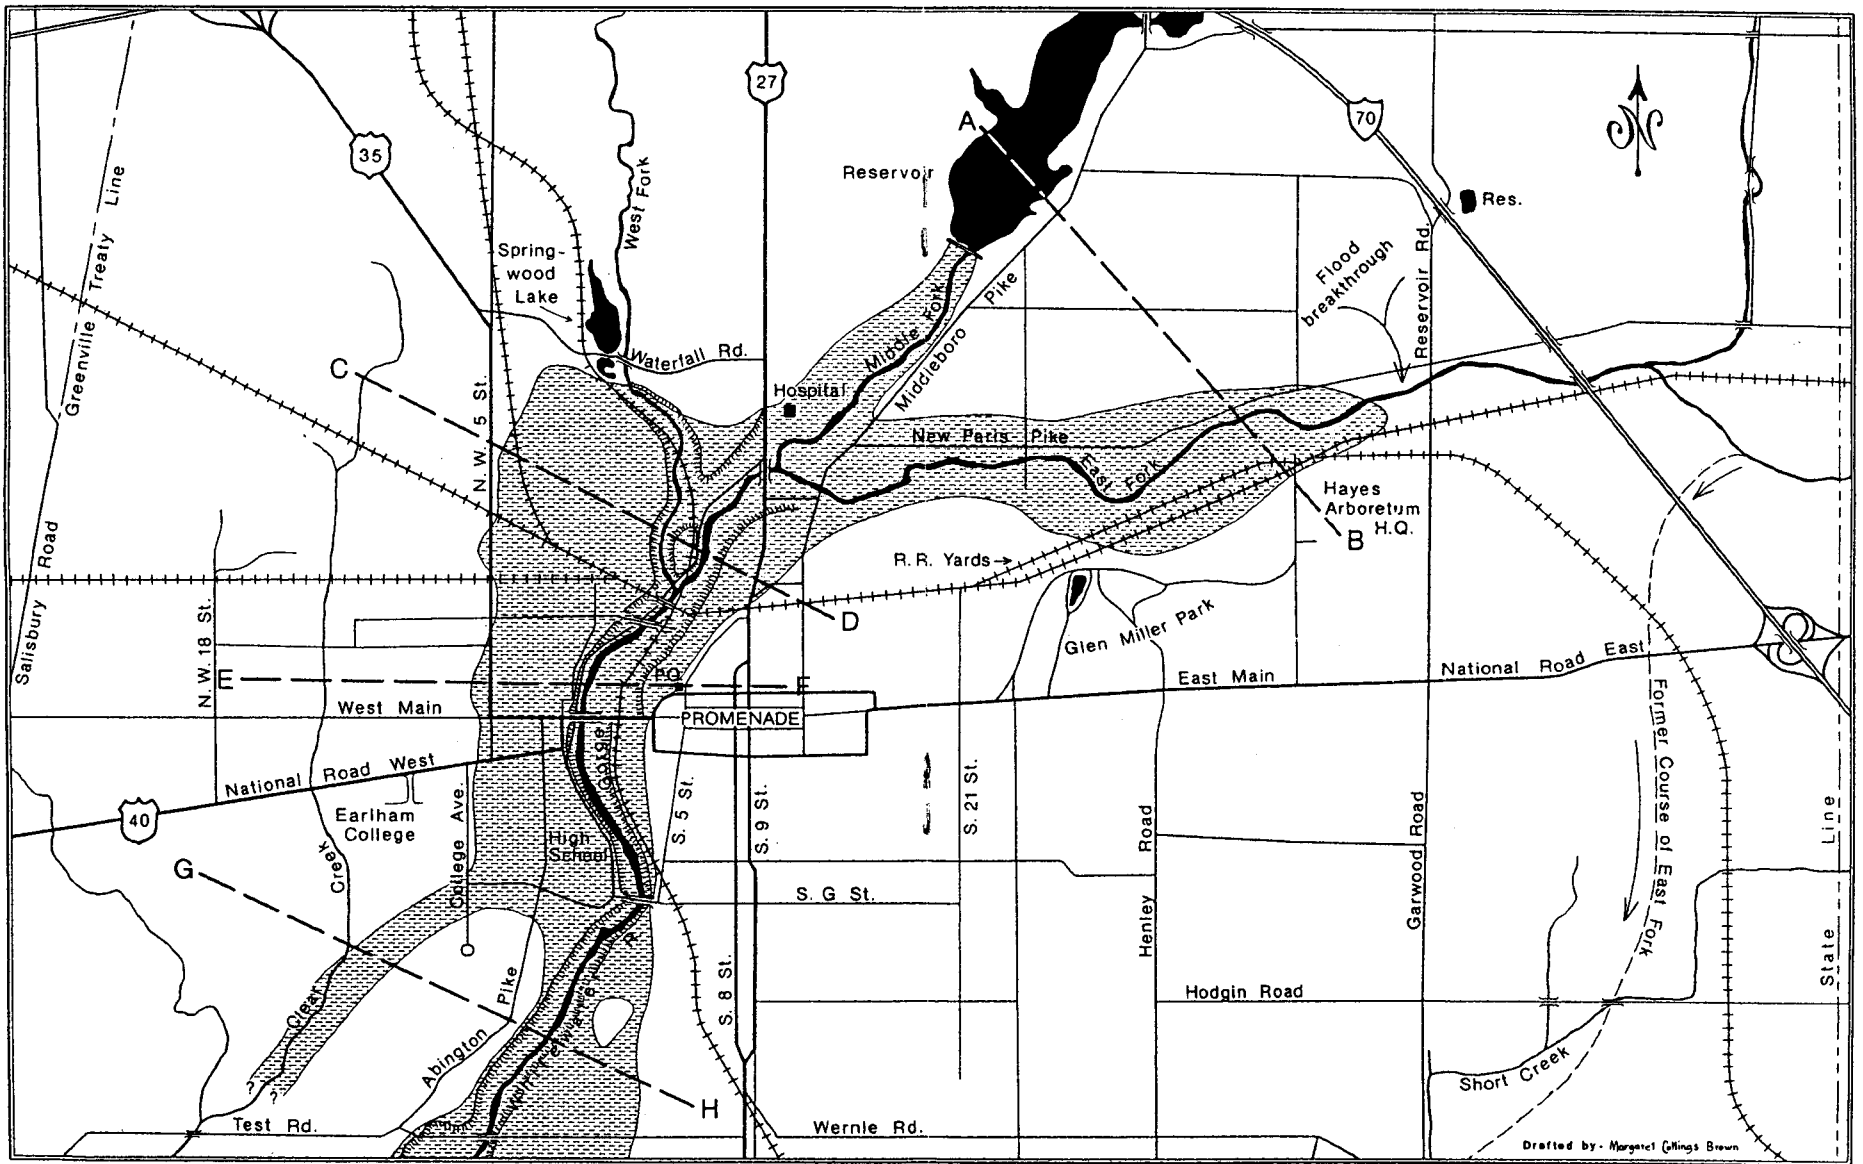 27
35
70
A
Reservoir
Res.
Greenville Treaty Line
West Fork
Spring-
wood
Lake
Flood
breakthrough
Reservoir Rd.
Middle Fork
Middleboro Pike
C
Waterfall Rd.
Hospital
N. W. 5 St.
New Paris Pike
East Fork
Hayes
Arboretum
H.Q.
B
R. R. Yards
D
Salisbury Road
N. W. 18 St.
Glen Miller Park
National Road East
East Main
E
PO
F
West Main
PROMENADE
Gorge
National Road West
40
Earlham
College
College Ave.
High
School
S. 5 St.
S. 9 St.
S. 21 St.
Henley Road
Garwood Road
Former Course of East Fork
State Line
G
Creek
S. G St.
R.
Clear
Pike
Abington
Whitewater
S. 8 St.
Hodgin Road
Short Creek
?
?
H
Test Rd.
Wernle Rd.
Drafted by - Margaret Collings Brown